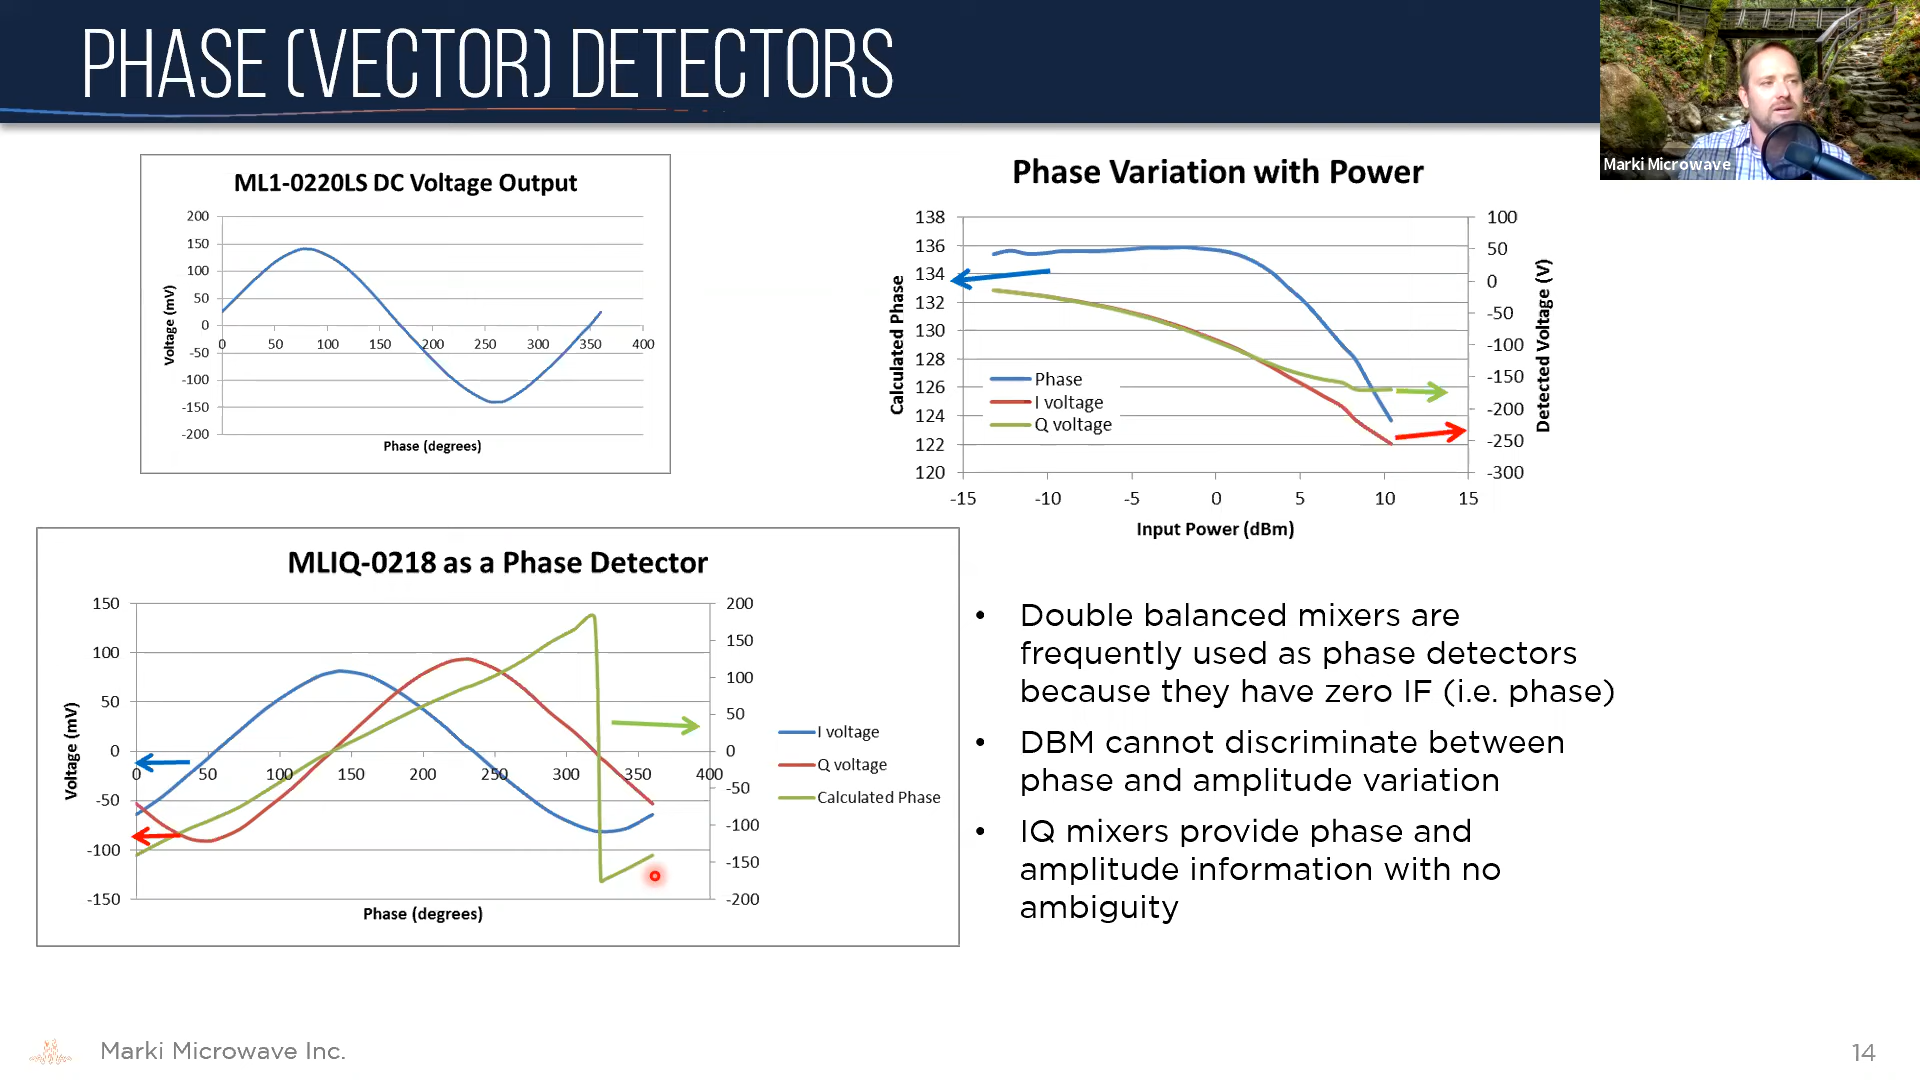 PHASE (VECTOR) DETECTORS
Marki Microwave
ML1-0220LS DC Voltage Output
200
150
100
50
0
-50
-100
-150
-200
0 50 100 150 200 250 300 350 400
Voltage (mV)
Phase (degrees)
Phase Variation with Power
138
136
134
132
130
128
126
124
122
120
100
50
0
-50
-100
-150
-200
-250
-300
-15 -10 -5 0 5 10 15
Calculated Phase
Detected Voltage (V)
Input Power (dBm)
Phase
I voltage
Q voltage
MLIQ-0218 as a Phase Detector
150
100
50
0
-50
-100
-150
200
150
100
50
0
-50
-100
-150
-200
0 50 100 150 200 250 300 350 400
Voltage (mV)
Phase (degrees)
I voltage
Q voltage
Calculated Phase
• Double balanced mixers are
frequently used as phase detectors
because they have zero IF (i.e. phase)
• DBM cannot discriminate between
phase and amplitude variation
• IQ mixers provide phase and
amplitude information with no
ambiguity
Marki Microwave Inc.
14